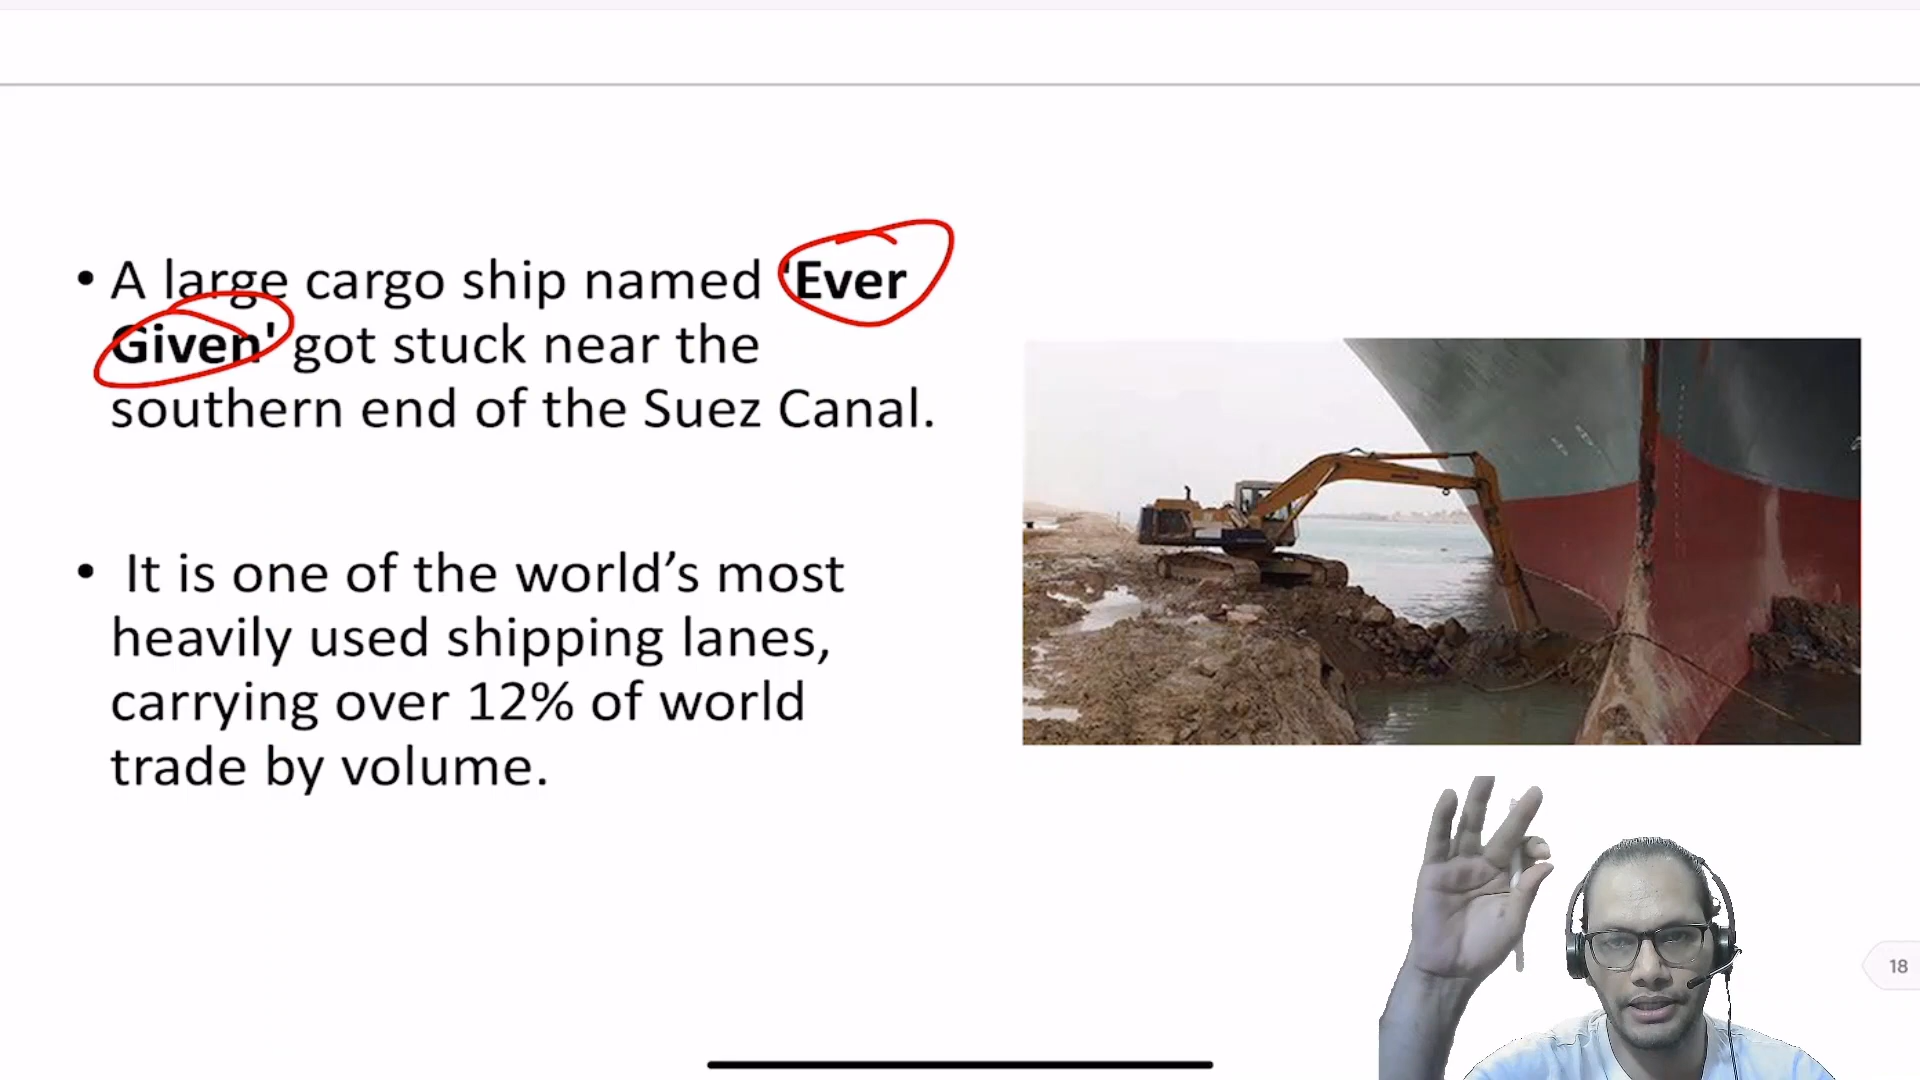 • A large cargo ship named 'Ever
Given' got stuck near the
southern end of the Suez Canal.
• It is one of the world’s most
heavily used shipping lanes,
carrying over 12% of world
trade by volume.
18